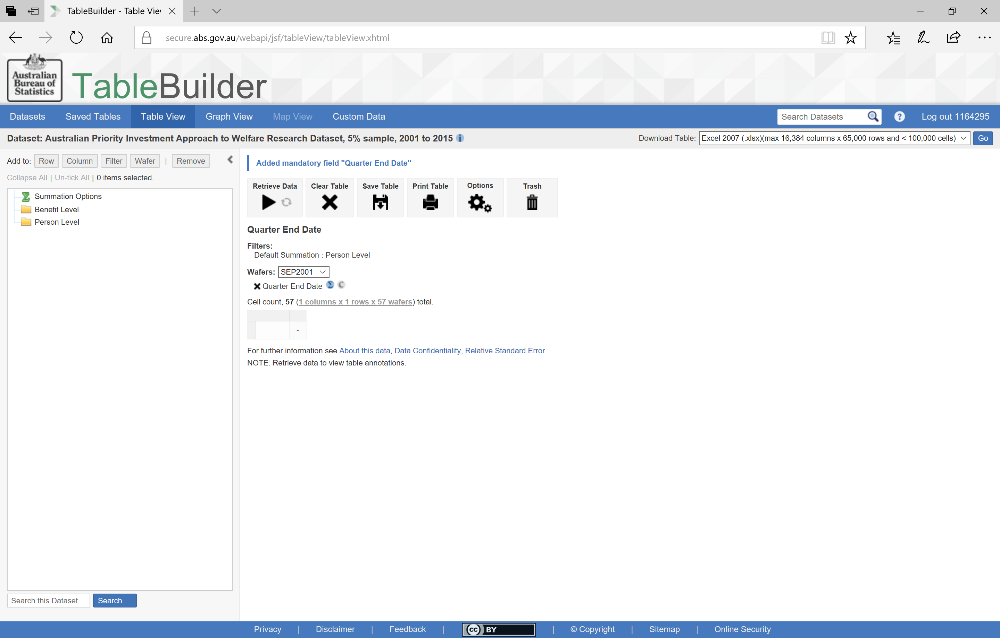 TableBuilder - Table Vie
secure.abs.gov.au/webapi/jsf/tableView/tableView.xhtml
Australian
Bureau of
Statistics
TableBuilder
Datasets Saved Tables Table View Graph View Map View Custom Data Search Datasets ? Log out 1164295
Dataset: Australian Priority Investment Approach to Welfare Research Dataset, 5% sample, 2001 to 2015 i Download Table: Excel 2007 (.xlsx)(max 16,384 columns x 65,000 rows and < 100,000 cells) Go
Add to: Row Column Filter Wafer | Remove
Collapse All | Un-tick All | 0 items selected.
Σ Summation Options
Benefit Level
Person Level
Search this Dataset Search
Added mandatory field "Quarter End Date"
Retrieve Data Clear Table Save Table Print Table Options Trash
Quarter End Date
Filters:
Default Summation : Person Level
Wafers: SEP2001
Quarter End Date Σ C
Cell count, 57 (1 columns x 1 rows x 57 wafers) total.
-
For further information see About this data, Data Confidentiality, Relative Standard Error
NOTE: Retrieve data to view table annotations.
Privacy | Disclaimer | Feedback | cc BY | © Copyright | Sitemap | Online Security